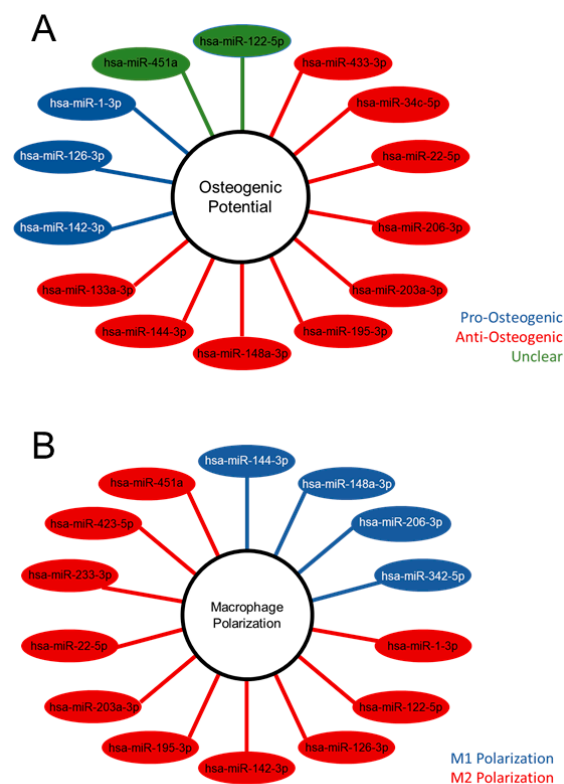 A
hsa-miR-122-5p
hsa-miR-451a
hsa-miR-433-3p
hsa-miR-1-3p
hsa-miR-34c-5p
hsa-miR-126-3p
hsa-miR-22-5p
Osteogenic
Potential
hsa-miR-142-3p
hsa-miR-206-3p
hsa-miR-133a-3p
hsa-miR-203a-3p
hsa-miR-144-3p
hsa-miR-195-3p
hsa-miR-148a-3p
Pro-Osteogenic
Anti-Osteogenic
Unclear
B
hsa-miR-144-3p
hsa-miR-451a
hsa-miR-148a-3p
hsa-miR-423-5p
hsa-miR-206-3p
hsa-miR-233-3p
hsa-miR-342-5p
Macrophage
Polarization
hsa-miR-22-5p
hsa-miR-1-3p
hsa-miR-203a-3p
hsa-miR-122-5p
hsa-miR-195-3p
hsa-miR-126-3p
hsa-miR-142-3p
M1 Polarization
M2 Polarization